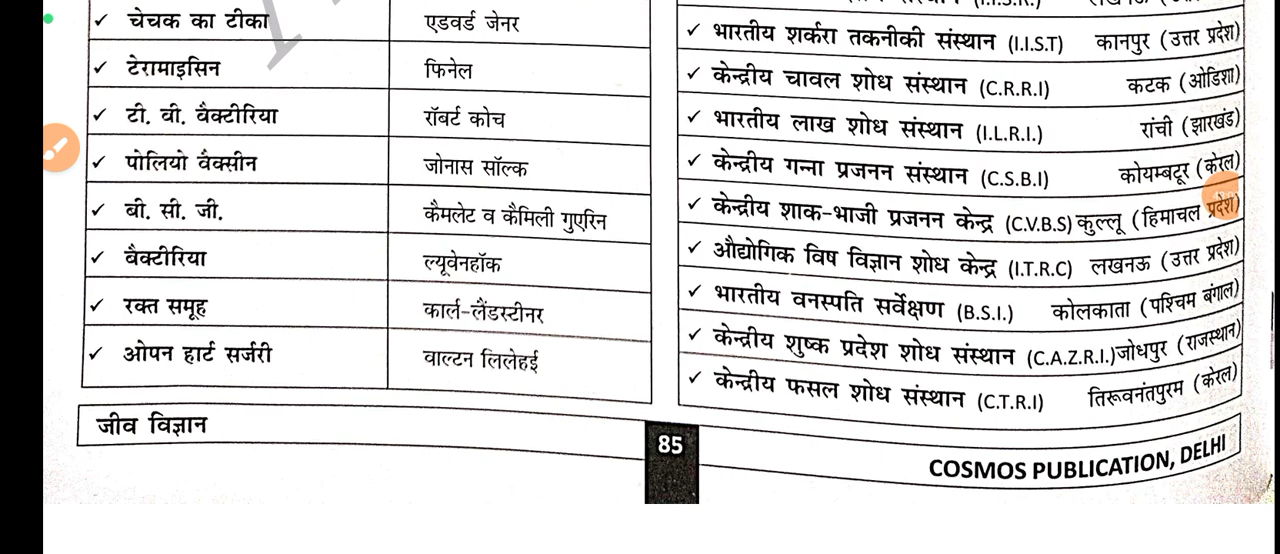 ✓ चेचक का टीका एडवर्ड जेनर
✓ टेरामाइसिन फिनेल
✓ टी. वी. वैक्टीरिया रॉबर्ट कोच
✓ पोलियो वैक्सीन जोनास सॉल्क
✓ बी. सी. जी. कैमलेट व कैमिली गुएरिन
✓ बैक्टीरिया ल्यूवेनहॉक
✓ रक्त समूह कार्ल-लैंडस्टीनर
✓ ओपन हार्ट सर्जरी वाल्टन लिलेहई
✓ भारतीय शर्करा तकनीकी संस्थान (I.I.S.T) कानपुर (उत्तर प्रदेश)
✓ केन्द्रीय चावल शोध संस्थान (C.R.R.I) कटक (ओडिशा)
✓ भारतीय लाख शोध संस्थान (I.L.R.I.) रांची (झारखंड)
✓ केन्द्रीय गन्ना प्रजनन संस्थान (C.S.B.I) कोयम्बटूर (केरल)
✓ केन्द्रीय शाक-भाजी प्रजनन केन्द्र (C.V.B.S) कुल्लू (हिमाचल प्रदेश)
✓ औद्योगिक विष विज्ञान शोध केन्द्र (I.T.R.C) लखनऊ (उत्तर प्रदेश)
✓ भारतीय वनस्पति सर्वेक्षण (B.S.I.) कोलकाता (पश्चिम बंगाल)
✓ केन्द्रीय शुष्क प्रदेश शोध संस्थान (C.A.Z.R.I.) जोधपुर (राजस्थान)
✓ केन्द्रीय फसल शोध संस्थान (C.T.R.I) तिरूवनंतपुरम (केरल)
जीव विज्ञान
85
COSMOS PUBLICATION, DELHI